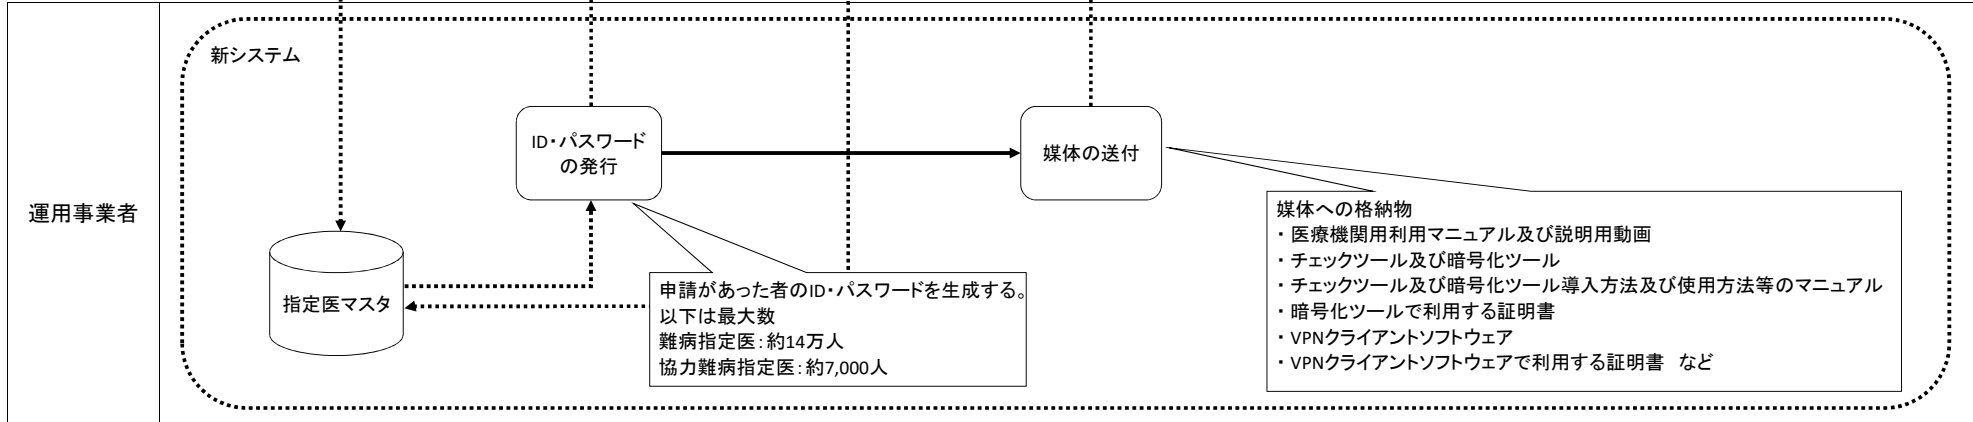 新システム
ID・パスワード
の発行
媒体の送付
運用事業者
指定医マスタ
申請があった者のID・パスワードを生成する。
以下は最大数
難病指定医：約14万人
協力難病指定医：約7,000人
媒体への格納物
・医療機関用利用マニュアル及び説明用動画
・チェックツール及び暗号化ツール
・チェックツール及び暗号化ツール導入方法及び使用方法等のマニュアル
・暗号化ツールで利用する証明書
・VPNクライアントソフトウェア
・VPNクライアントソフトウェアで利用する証明書　など